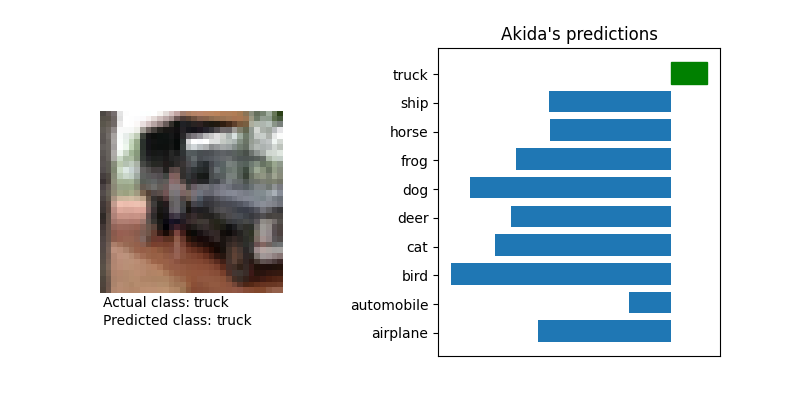 Akida's predictions
truck
ship
horse
frog
dog
deer
cat
bird
automobile
airplane
Actual class: truck
Predicted class: truck